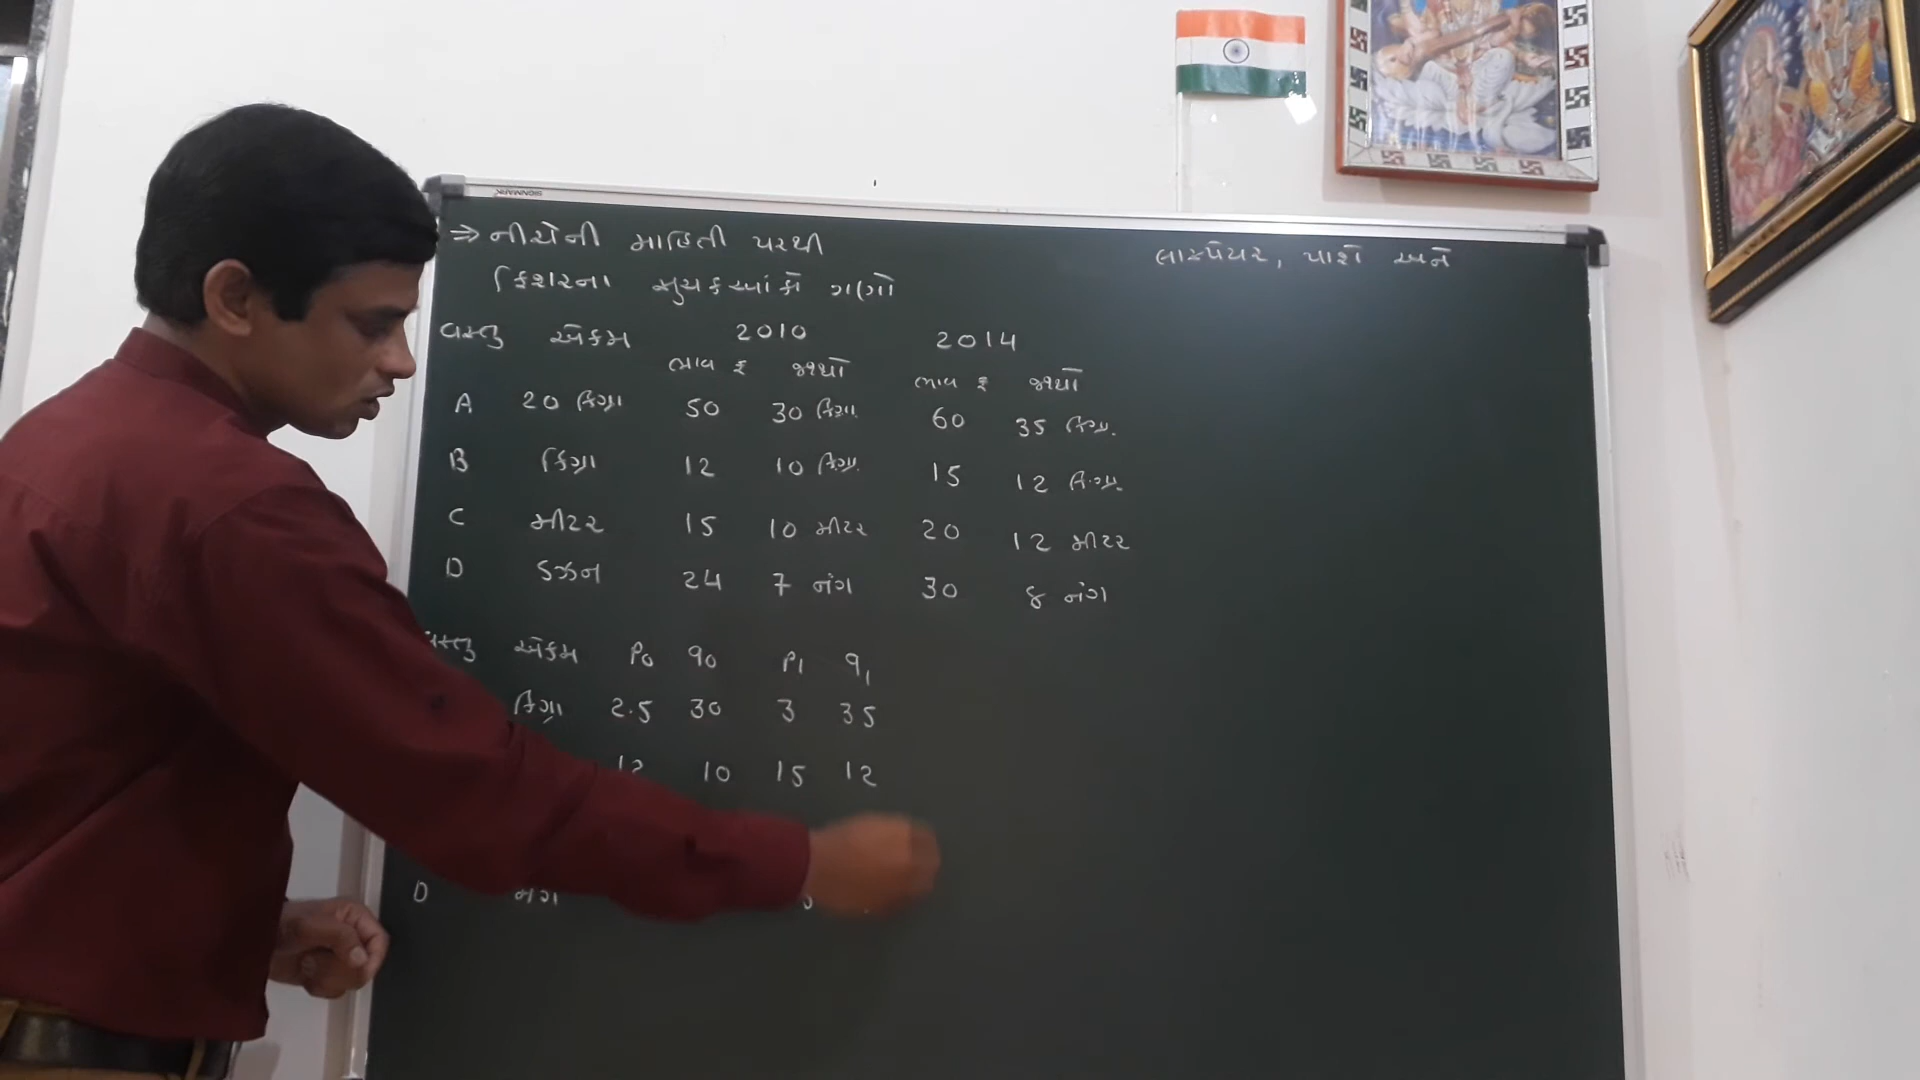 ⇒ નીચેની માહિતી પરથી લાસ્પેયર, પાશે અને
ફિશરના સુચકઆંકો ગણો
વસ્તુ એકમ 2010 2014
ભાવ ₹ જથ્થો ભાવ ₹ જથ્થો
A 20 કિગ્રા 50 30 કિગ્રા. 60 35 કિગ્રા.
B કિગ્રા 12 10 કિગ્રા. 15 12 કિગ્રા.
C મીટર 15 10 મીટર 20 12 મીટર
D ડઝન 24 7 નંગ 30 8 નંગ
વસ્તુ એકમ P0 q0 P1 q1
કિગ્રા 2.5 30 3 35
12 10 15 12
D નંગ